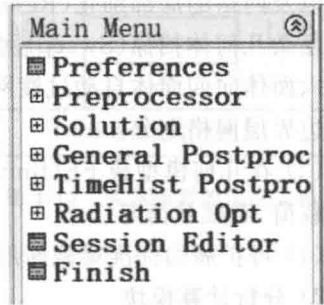 Main Menu
Preferences
Preprocessor
Solution
General Postproc
TimeHist Postpro
Radiation Opt
Session Editor
Finish